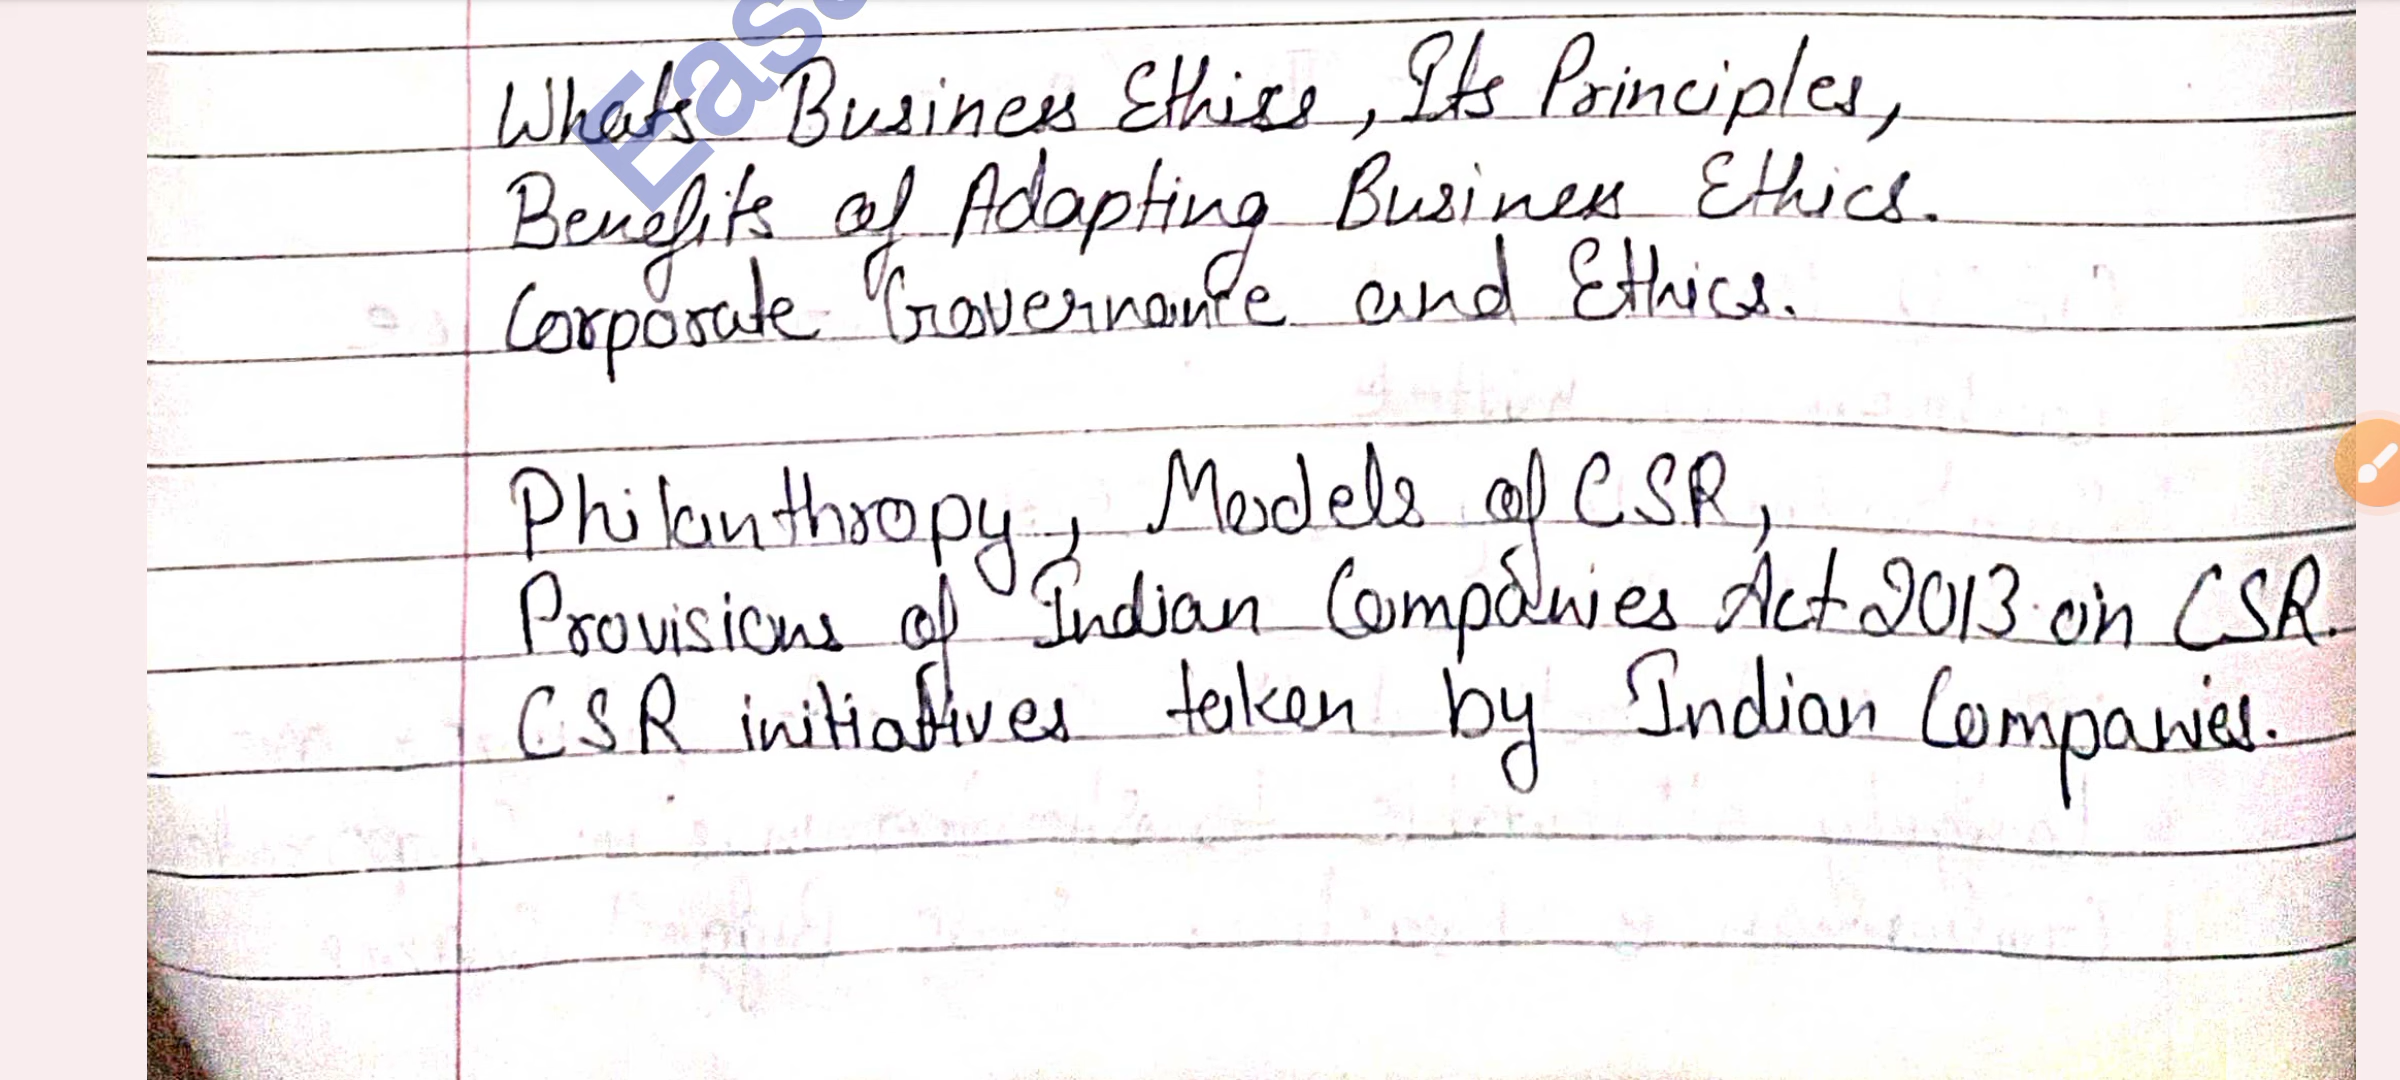 Eas
Whats Business Ethics, Its Principles,
Benefits of Adapting Business Ethics.
Corporate Governance and Ethics.
Philanthropy, Models of CSR,
Provisions of Indian Companies Act 2013 on CSR.
CSR initiatives taken by Indian Companies.